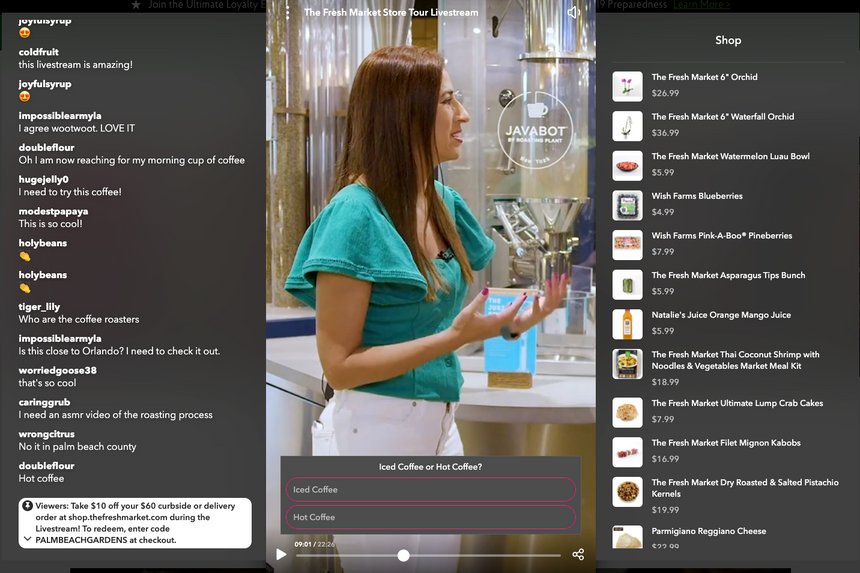 ★ Join the Ultimate Loyalty E
9 Preparedness Learn More >
joyfulsyrup
😍
coldfruit
this livestream is amazing!
joyfulsyrup
😍
impossiblearmyla
I agree wootwoot. LOVE IT
doubleflour
Oh I am now reaching for my morning cup of coffee
hugejelly0
I need to try this coffee!
modestpapaya
This is so cool!
holybeans
👏
holybeans
👏
tiger_lily
Who are the coffee roasters
impossiblearmyla
Is this close to Orlando? I need to check it out.
worriedgoose38
that's so cool
caringgrub
I need an asmr video of the roasting process
wrongcitrus
No it in palm beach county
doubleflour
Hot coffee
Viewers: Take $10 off your $60 curbside or delivery
order at shop.thefreshmarket.com during the
Livestream! To redeem, enter code
PALMBEACHGARDENS at checkout.
The Fresh Market Store Tour Livestream
JAVABOT
BY ROASTING PLANT
NEW YORK
THE
JUST
Iced Coffee or Hot Coffee?
Iced Coffee
Hot Coffee
09:01 / 22:26
Shop
The Fresh Market 6" Orchid
$26.99
The Fresh Market 6" Waterfall Orchid
$36.99
The Fresh Market Watermelon Luau Bowl
$5.99
Wish Farms Blueberries
$4.99
Wish Farms Pink-A-Boo® Pineberries
$7.99
The Fresh Market Asparagus Tips Bunch
$5.99
Natalie's Juice Orange Mango Juice
$5.99
The Fresh Market Thai Coconut Shrimp with
Noodles & Vegetables Market Meal Kit
$18.99
The Fresh Market Ultimate Lump Crab Cakes
$7.99
The Fresh Market Filet Mignon Kabobs
$16.99
The Fresh Market Dry Roasted & Salted Pistachio
Kernels
$19.99
Parmigiano Reggiano Cheese
$22.99